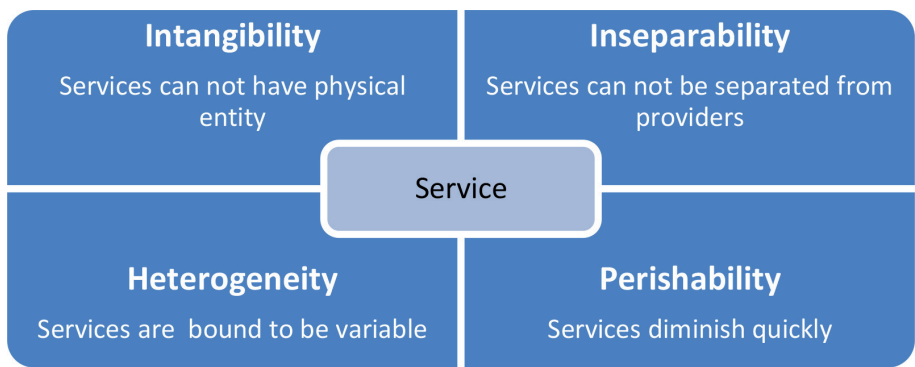 Intangibility
Services can not have physical
entity
Inseparability
Services can not be separated from
providers
Service
Heterogeneity
Services are  bound to be variable
Perishability
Services diminish quickly